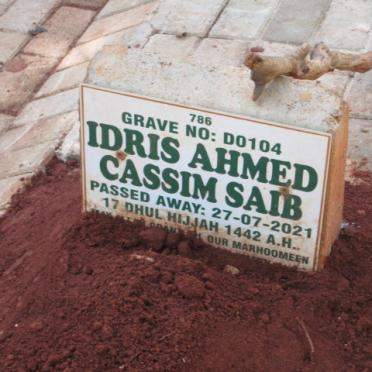 786
GRAVE NO: D0104
IDRIS AHMED
CASSIM SAIB
PASSED AWAY: 27-07-2021
17 DHUL HIJJAH 1442 A.H..
OUR MARHOOMEEN